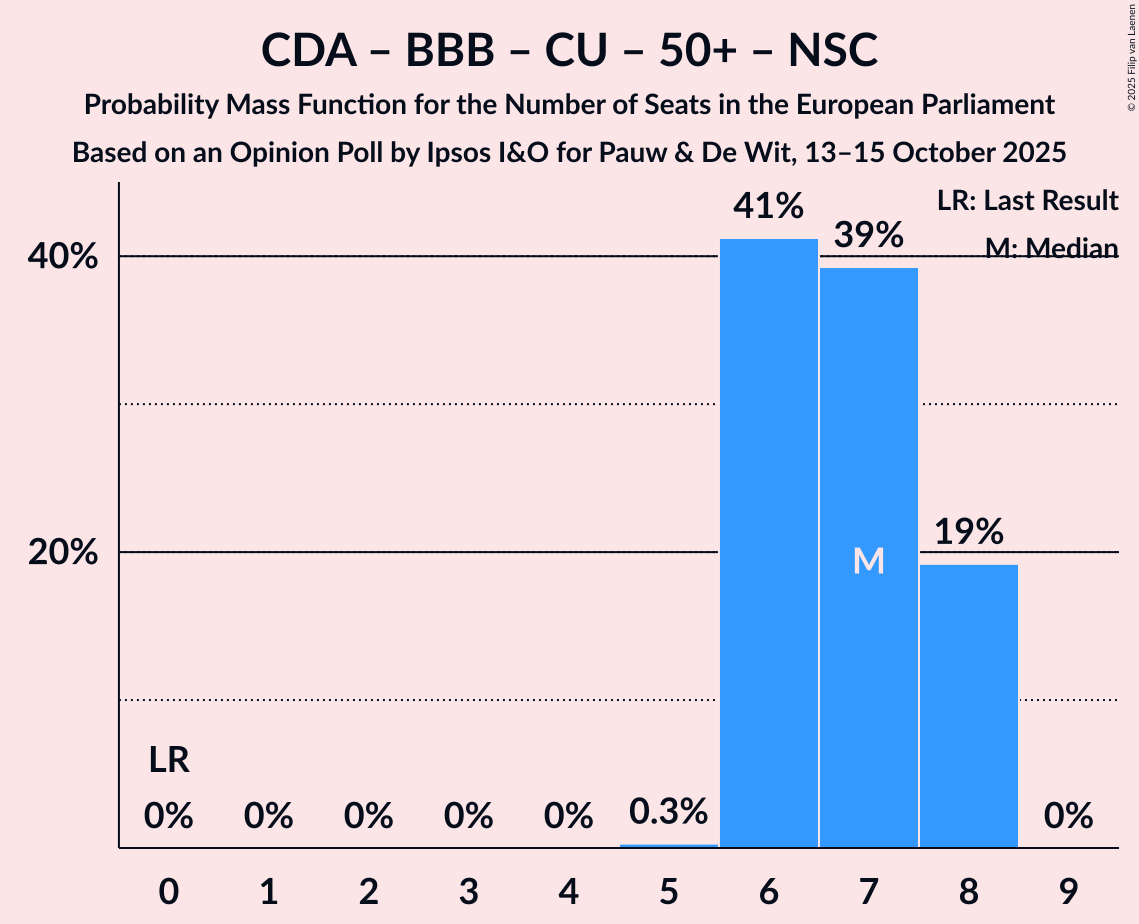 CDA – BBB – CU – 50+ – NSC
Probability Mass Function for the Number of Seats in the European Parliament
Based on an Opinion Poll by Ipsos I&O for Pauw & De Wit, 13–15 October 2025
© 2025 Filip van Laenen
LR: Last Result
M: Median
41%
39%
40%
19%
20%
M
LR
0%
0%
0%
0%
0%
0.3%
0%
0
1
2
3
4
5
6
7
8
9